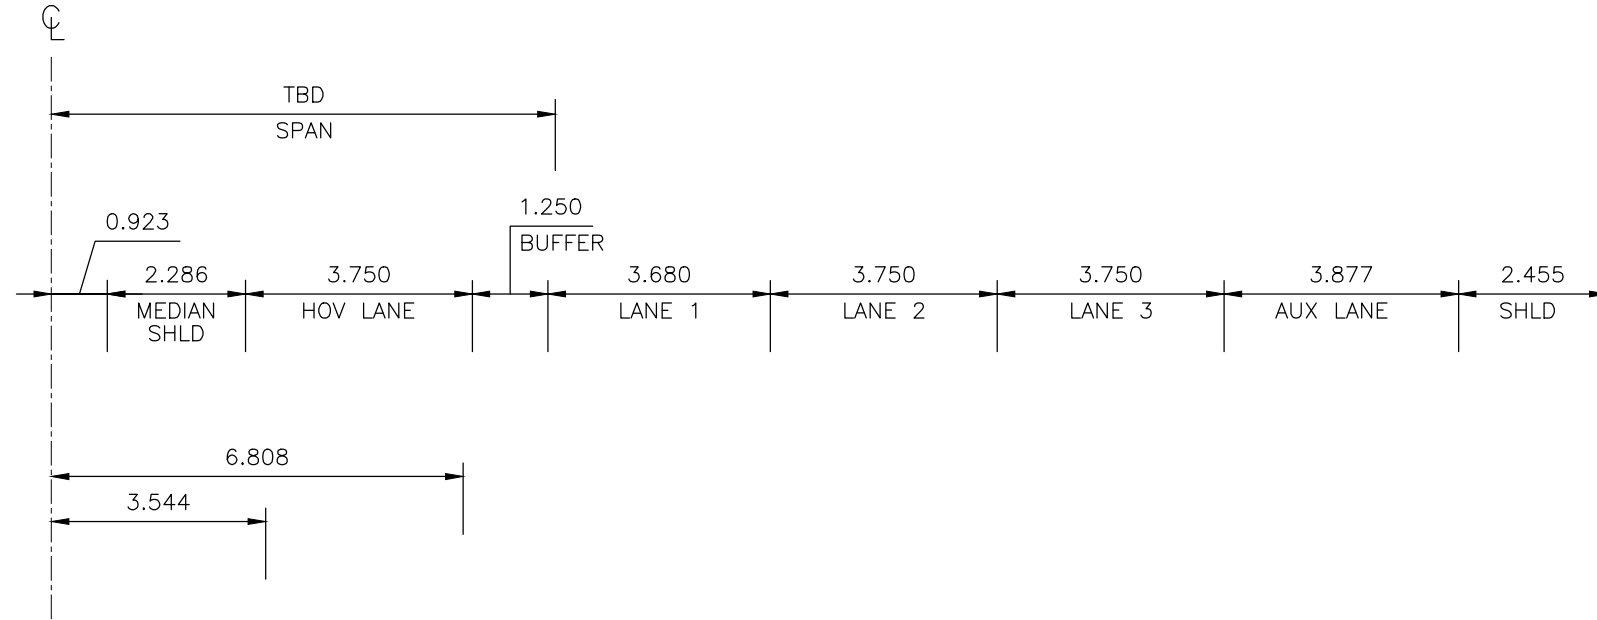 ℄
TBD
SPAN
1.250
BUFFER
0.923
2.286
MEDIAN
SHLD
3.750
HOV LANE
3.680
LANE 1
3.750
LANE 2
3.750
LANE 3
3.877
AUX LANE
2.455
SHLD
6.808
3.544